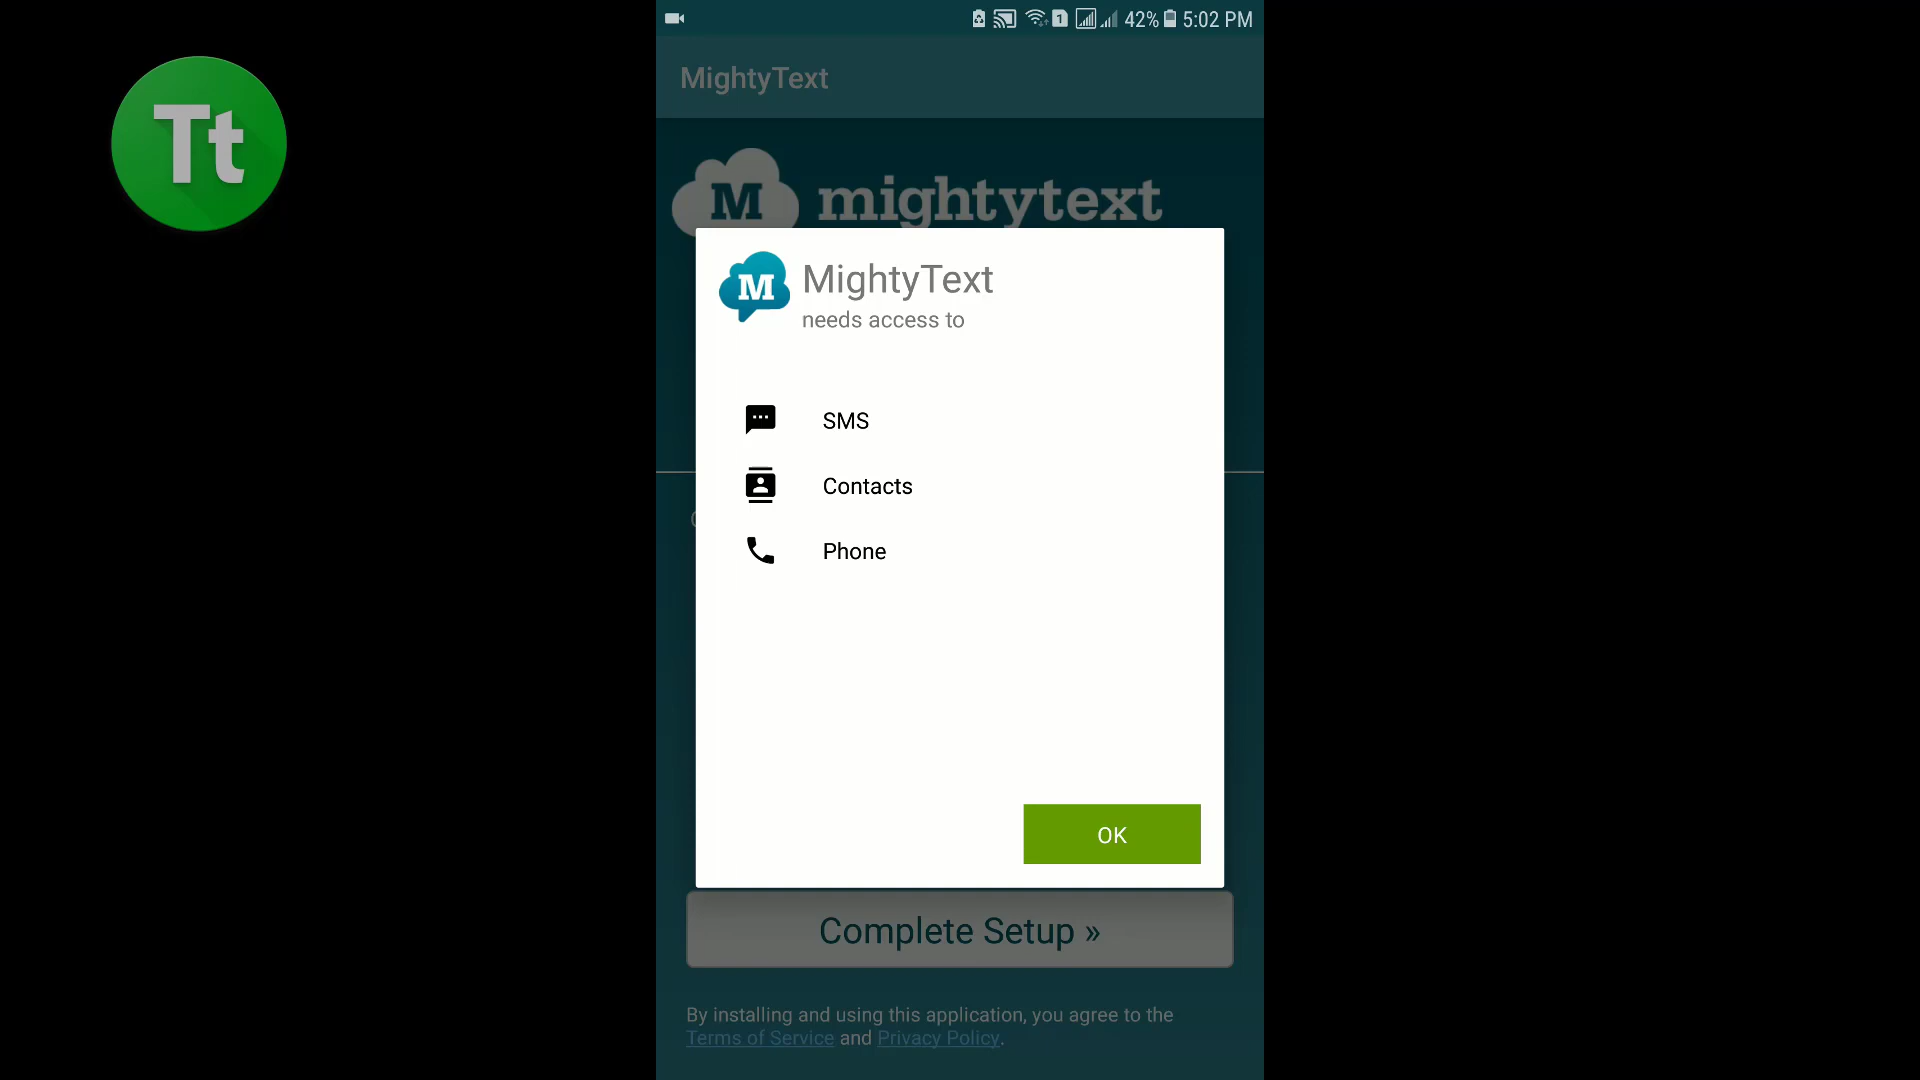 Tt
1
42%
5:02 PM
MightyText
M
mightytext
M
MightyText
needs access to
SMS
Contacts
Phone
OK
Complete Setup »
By installing and using this application, you agree to the
Terms of Service and Privacy Policy.